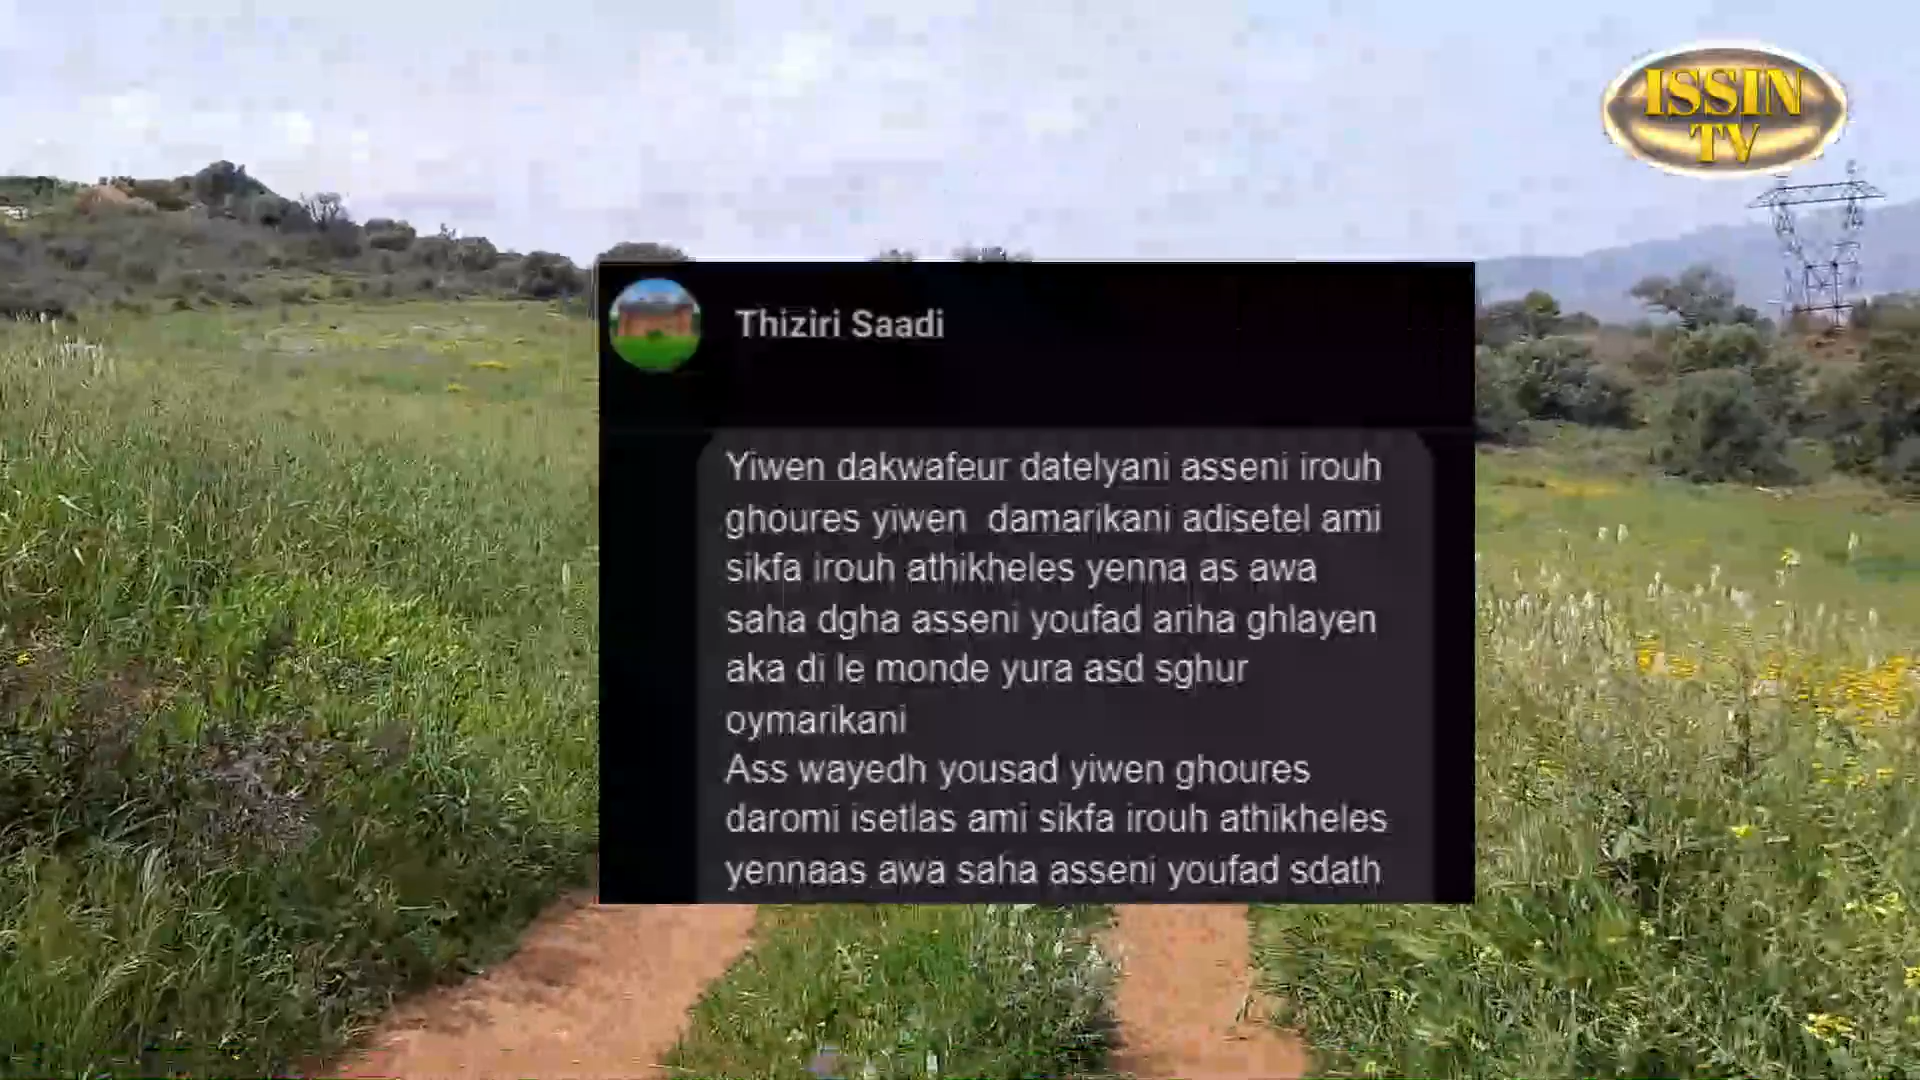 ISSIN
TV
Thiziri Saadi
Yiwen dakwafeur datelyani asseni irouh
ghoures yiwen damarikani adisetel ami
sikfa irouh athikheles yenna as awa
saha dgha asseni youfad ariha ghlayen
aka di le monde yura asd sghur
oymarikani
Ass wayedh yousad yiwen ghoures
daromi isetlas ami sikfa irouh athikheles
yennaas awa saha asseni youfad sdath